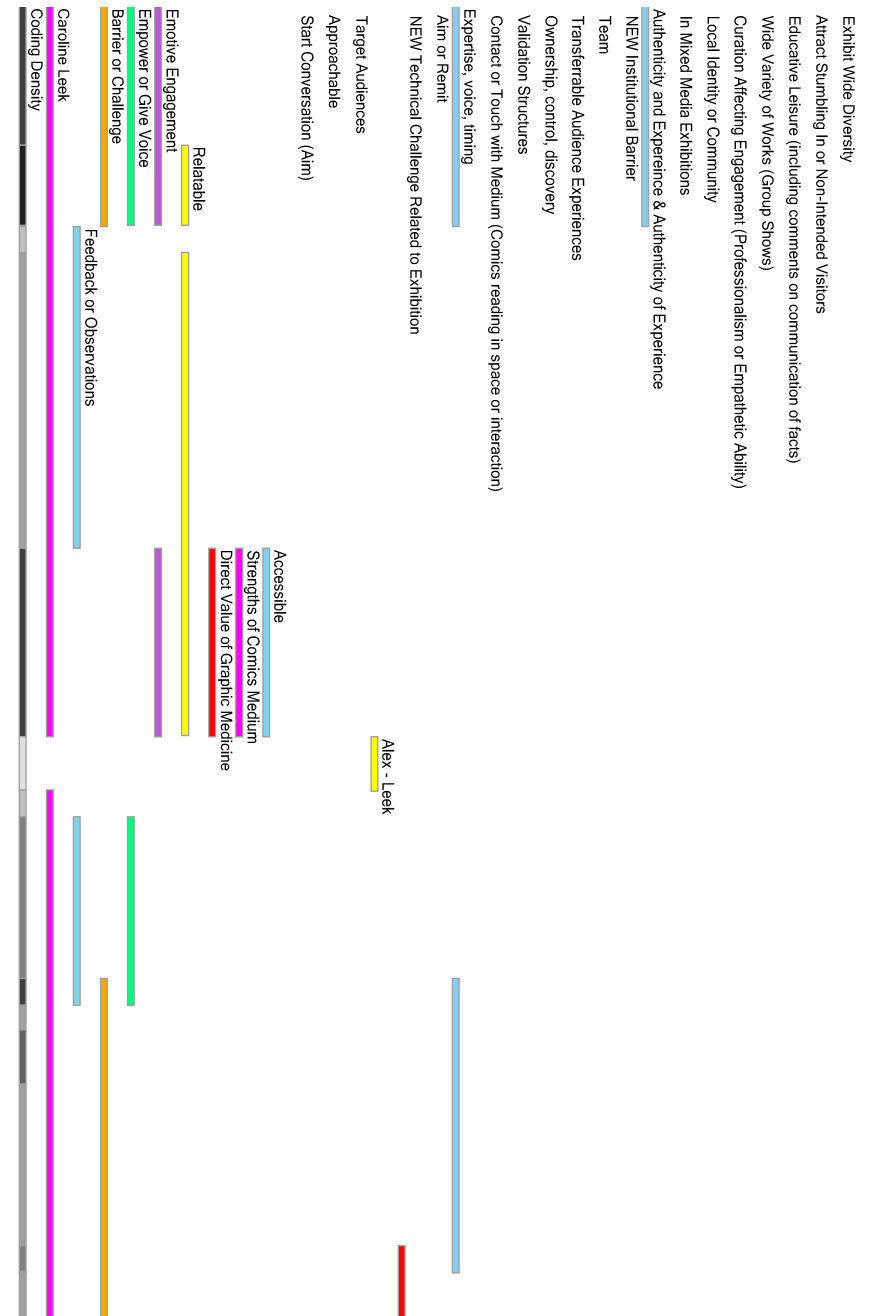 Exhibit Wide Diversity
Attract Stumbling In or Non-Intended Visitors
Educative Leisure (including comments on communication of facts)
Wide Variety of Works (Group Shows)
Curation Affecting Engagement (Professionalism or Empathetic Ability)
Local Identity or Community
In Mixed Media Exhibitions
Authenticity and Expereince & Authenticity of Experience
NEW Institutional Barrier
Team
Transferrable Audience Experiences
Ownership, control, discovery
Validation Structures
Contact or Touch with Medium (Comics reading in space or interaction)
Expertise, voice, timing
Aim or Remit
NEW Technical Challenge Related to Exhibition
Alex - Leek
Target Audiences
Approachable
Start Conversation (Aim)
Accessible
Strengths of Comics Medium
Direct Value of Graphic Medicine
Relatable
Emotive Engagement
Empower or Give Voice
Barrier or Challenge
Feedback or Observations
Caroline Leek
Coding Density